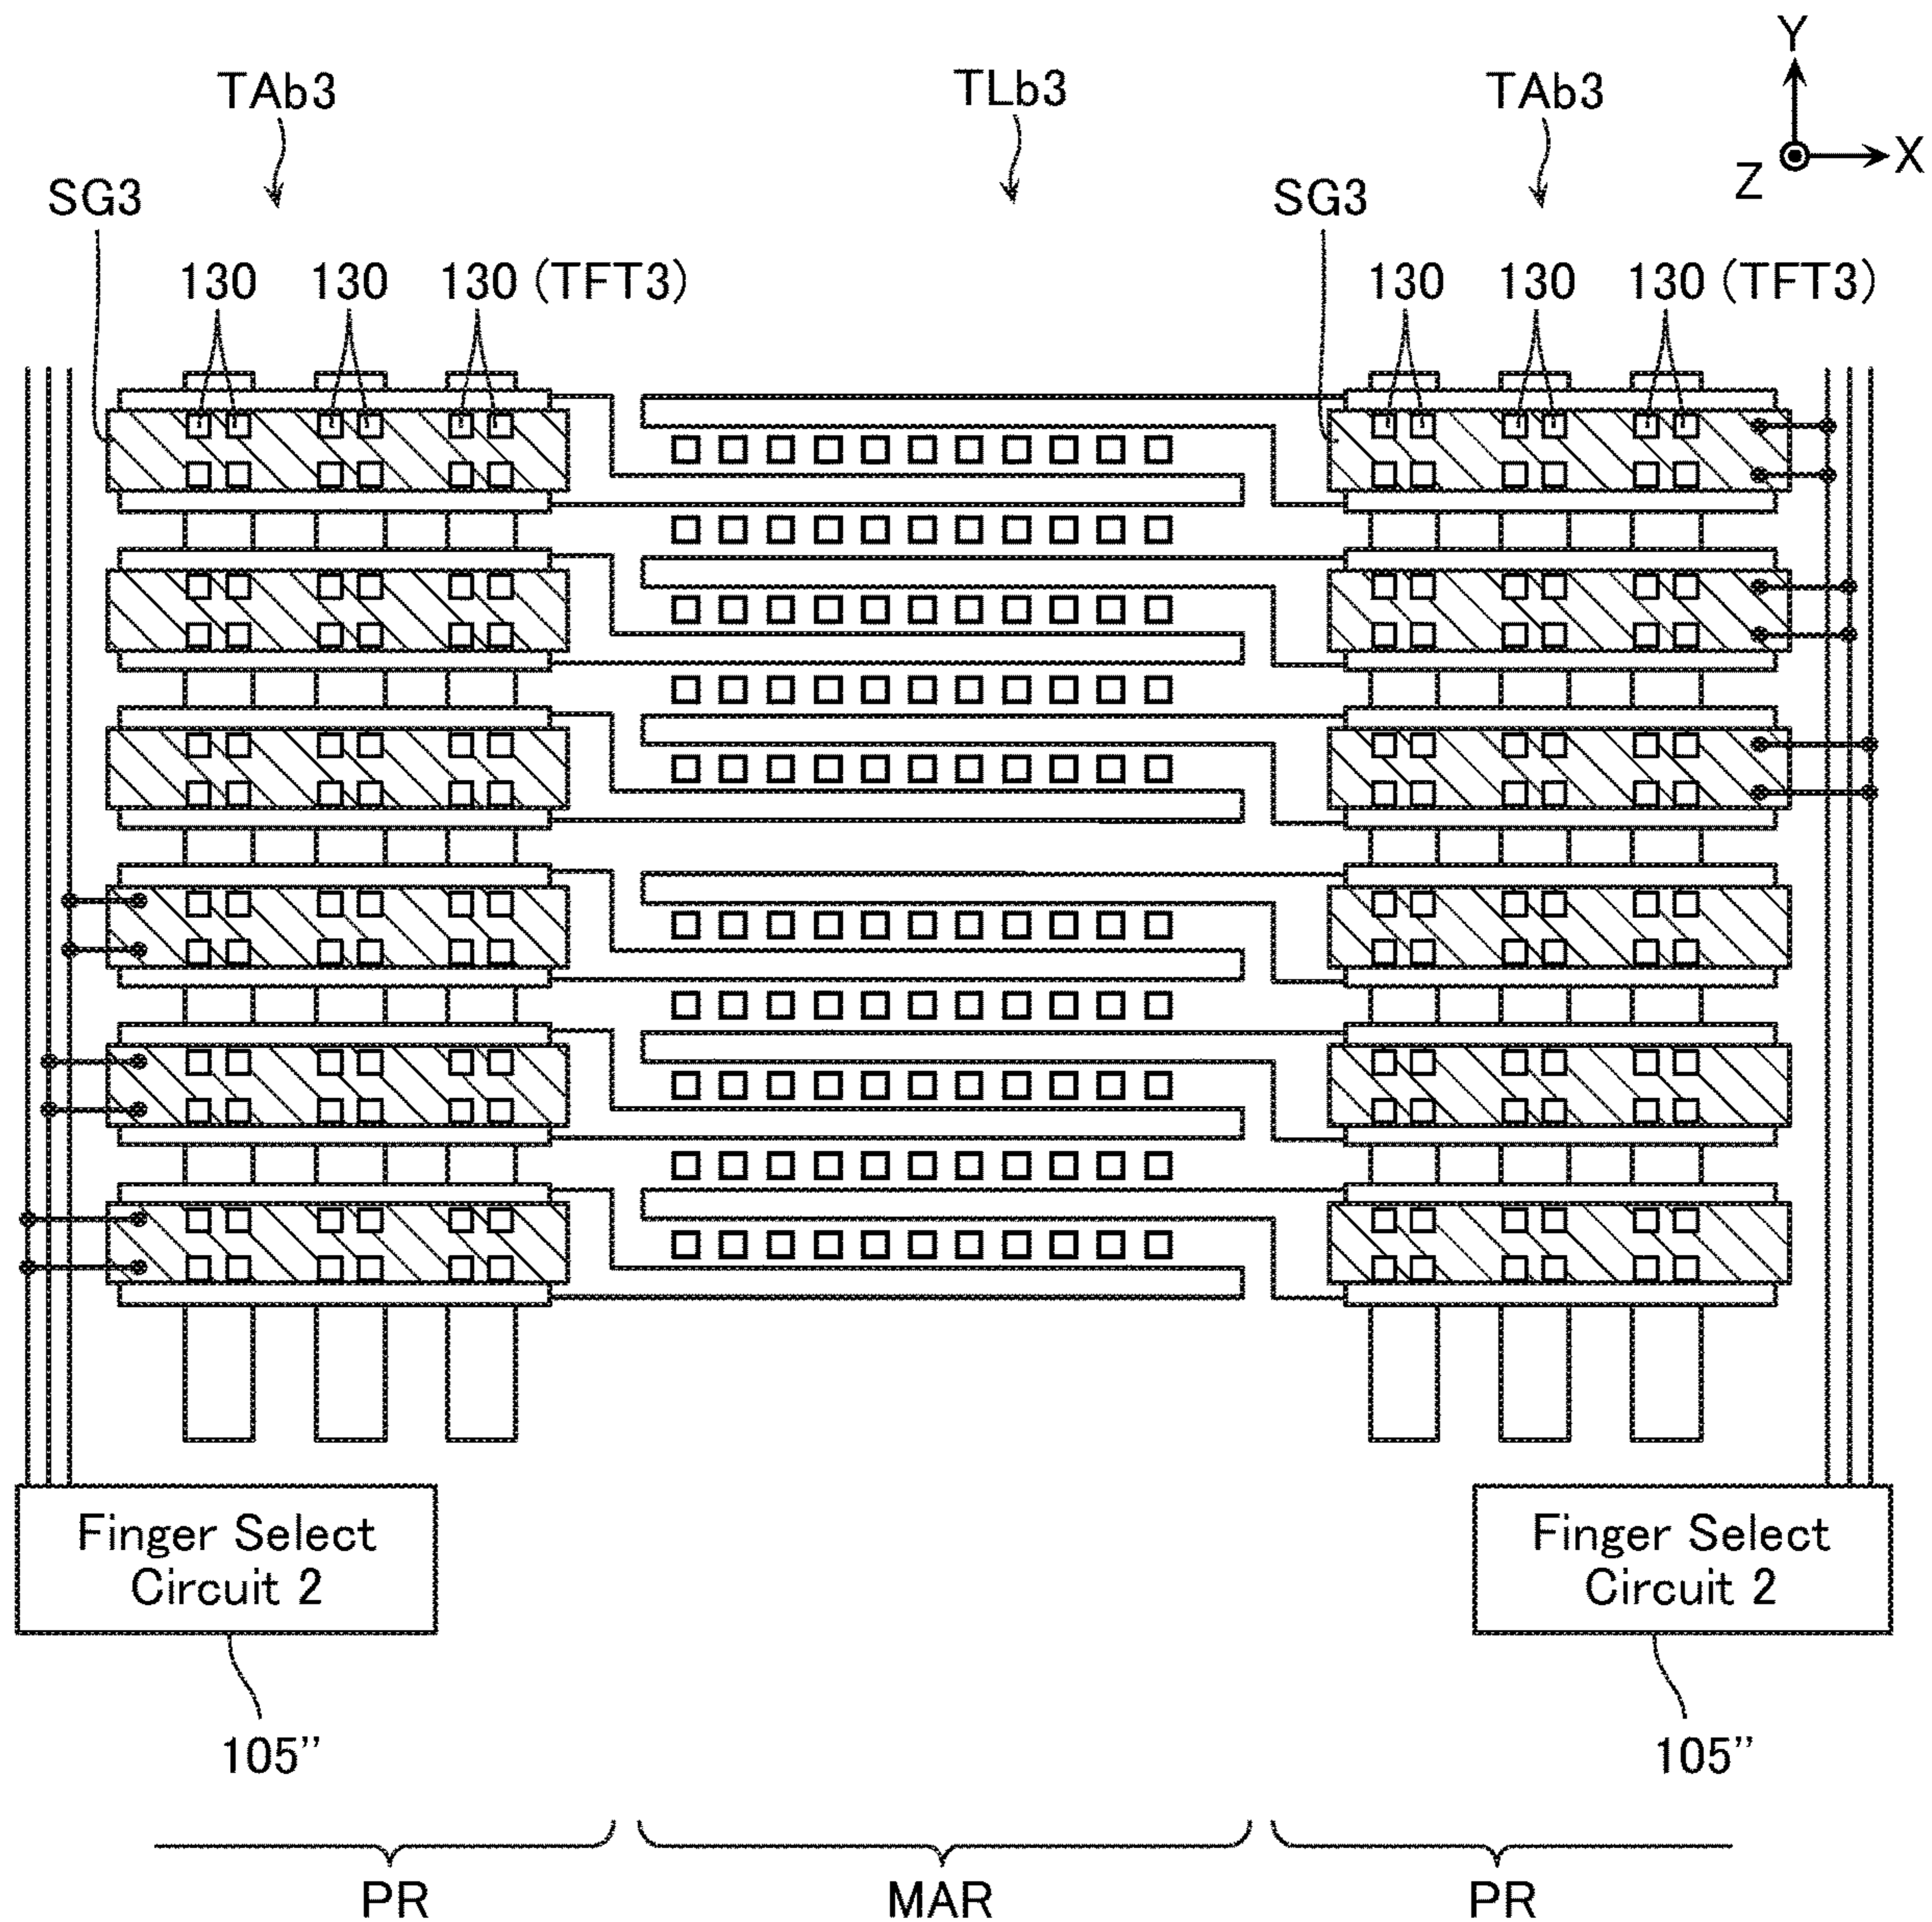 Y
TAb3 TLb3 TAb3
Z X
SG3 SG3
130 130 130 (TFT3) 130 130 130 (TFT3)
Finger Select
Circuit 2
Finger Select
Circuit 2
105” 105”
PR MAR PR